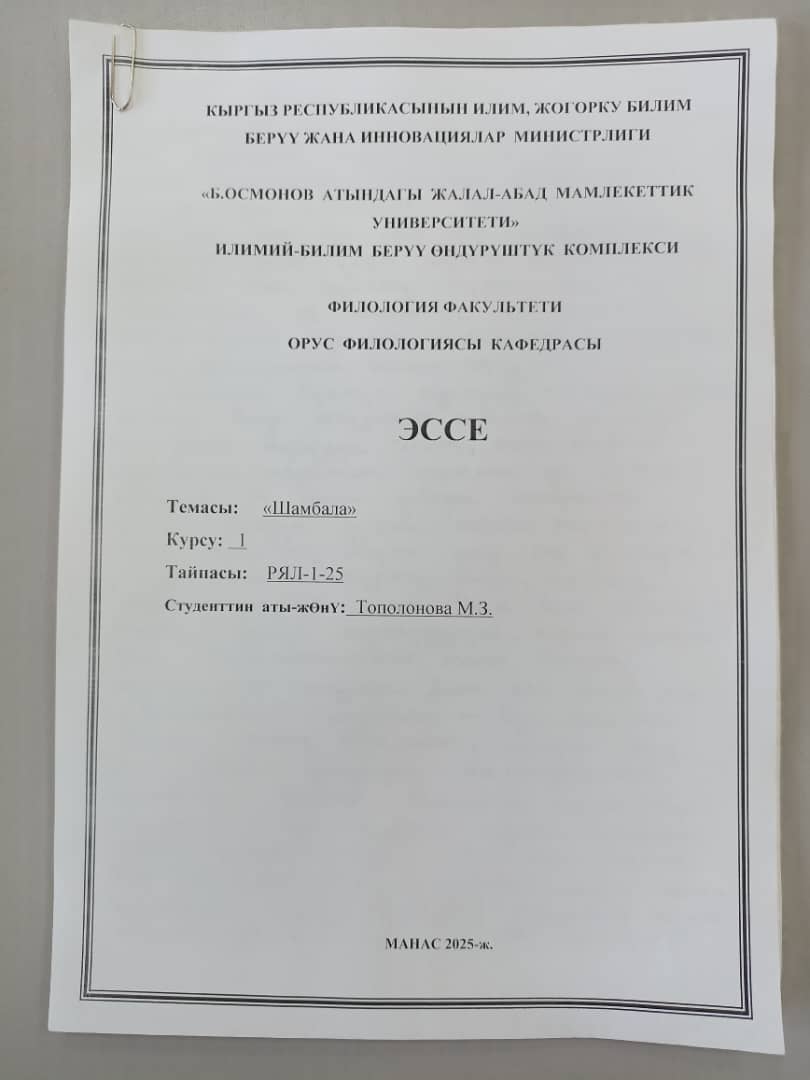 КЫРГЫЗ РЕСПУБЛИКАСЫНЫН ИЛИМ, ЖОГОРКУ БИЛИМ
БЕРҮҮ ЖАНА ИННОВАЦИЯЛАР МИНИСТРЛИГИ
«Б.ОСМОНОВ АТЫНДАГЫ ЖАЛАЛ-АБАД МАМЛЕКЕТТИК
УНИВЕРСИТЕТИ»
ИЛИМИЙ-БИЛИМ БЕРҮҮ ӨНДҮРҮШТҮК КОМПЛЕКСИ
ФИЛОЛОГИЯ ФАКУЛЬТЕТИ
ОРУС ФИЛОЛОГИЯСЫ КАФЕДРАСЫ
ЭССЕ
Темасы: «Шамбала»
Курсу: 1
Тайпасы: РЯЛ-1-25
Студенттин аты-жӨнҮ: Тополонова М.З.
МАНАС 2025-ж.